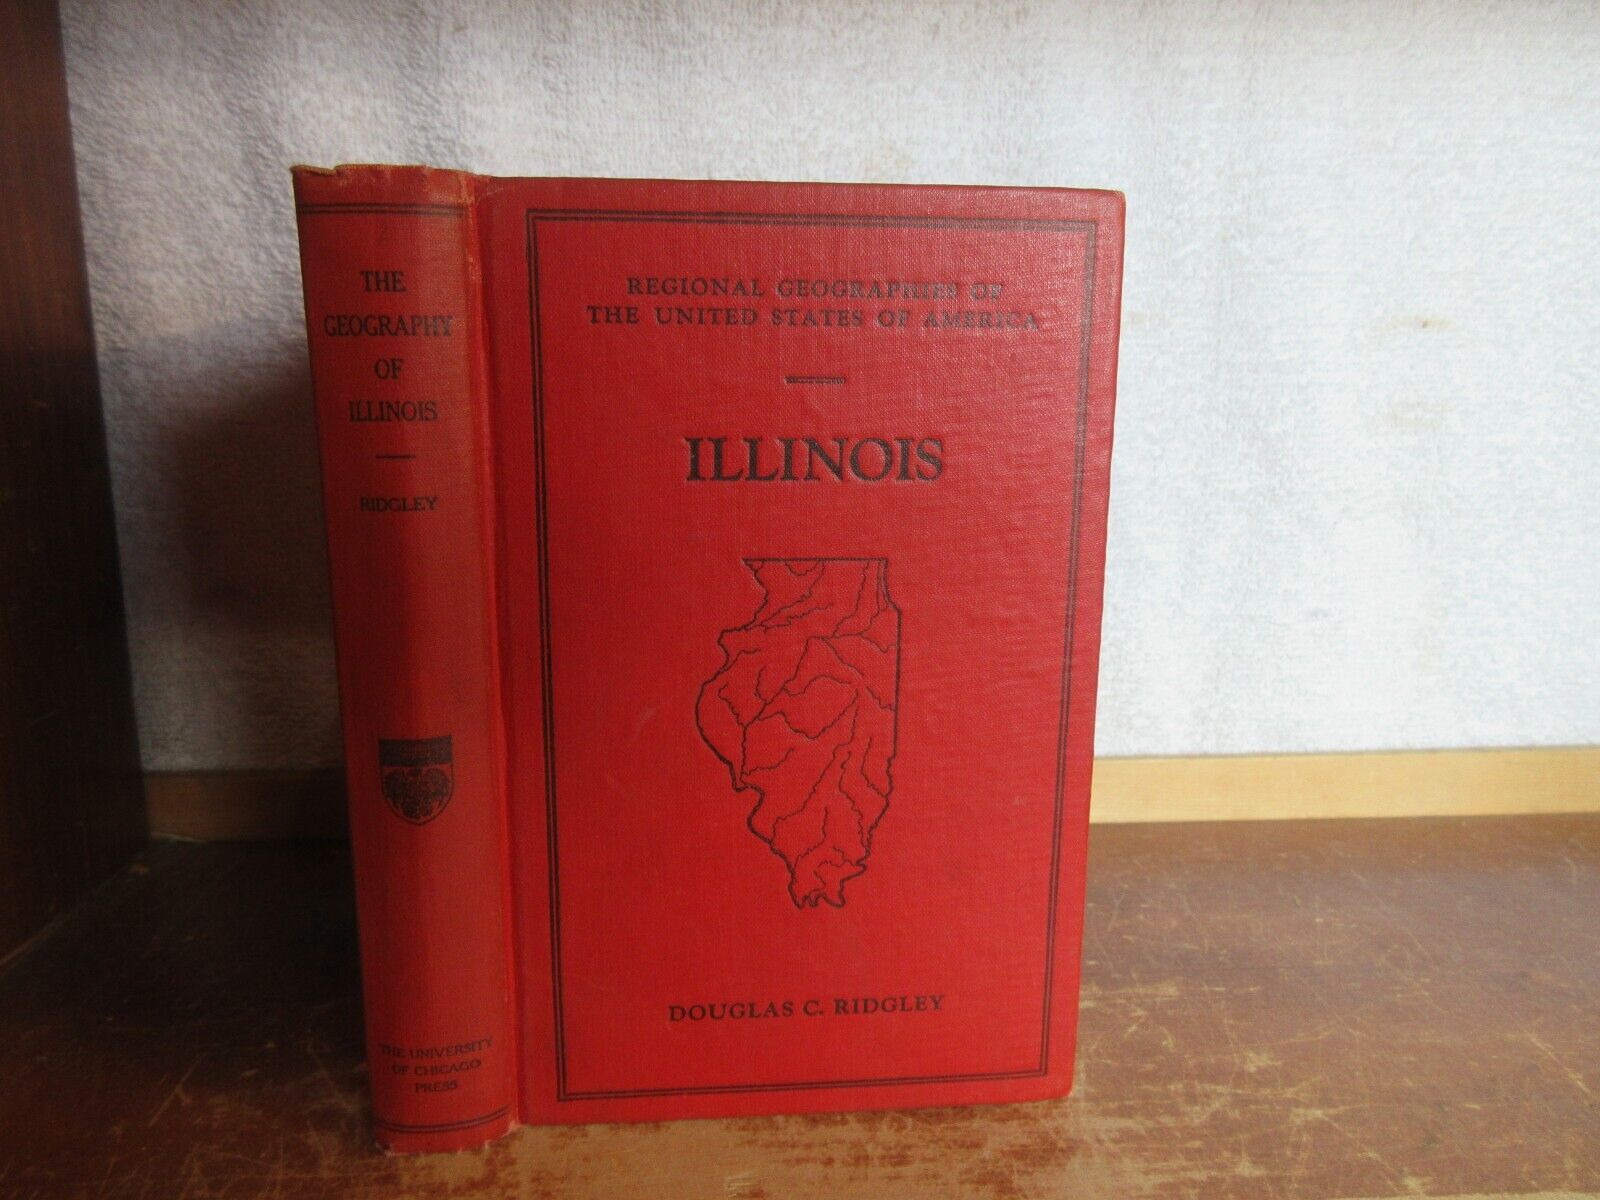 THE
GEOGRAPHY
OF
ILLINOIS
RIDGLEY
THE UNIVERSITY
OF CHICAGO
PRESS
REGIONAL GEOGRAPHIES OF
THE UNITED STATES OF AMERICA
ILLINOIS
DOUGLAS C. RIDGLEY